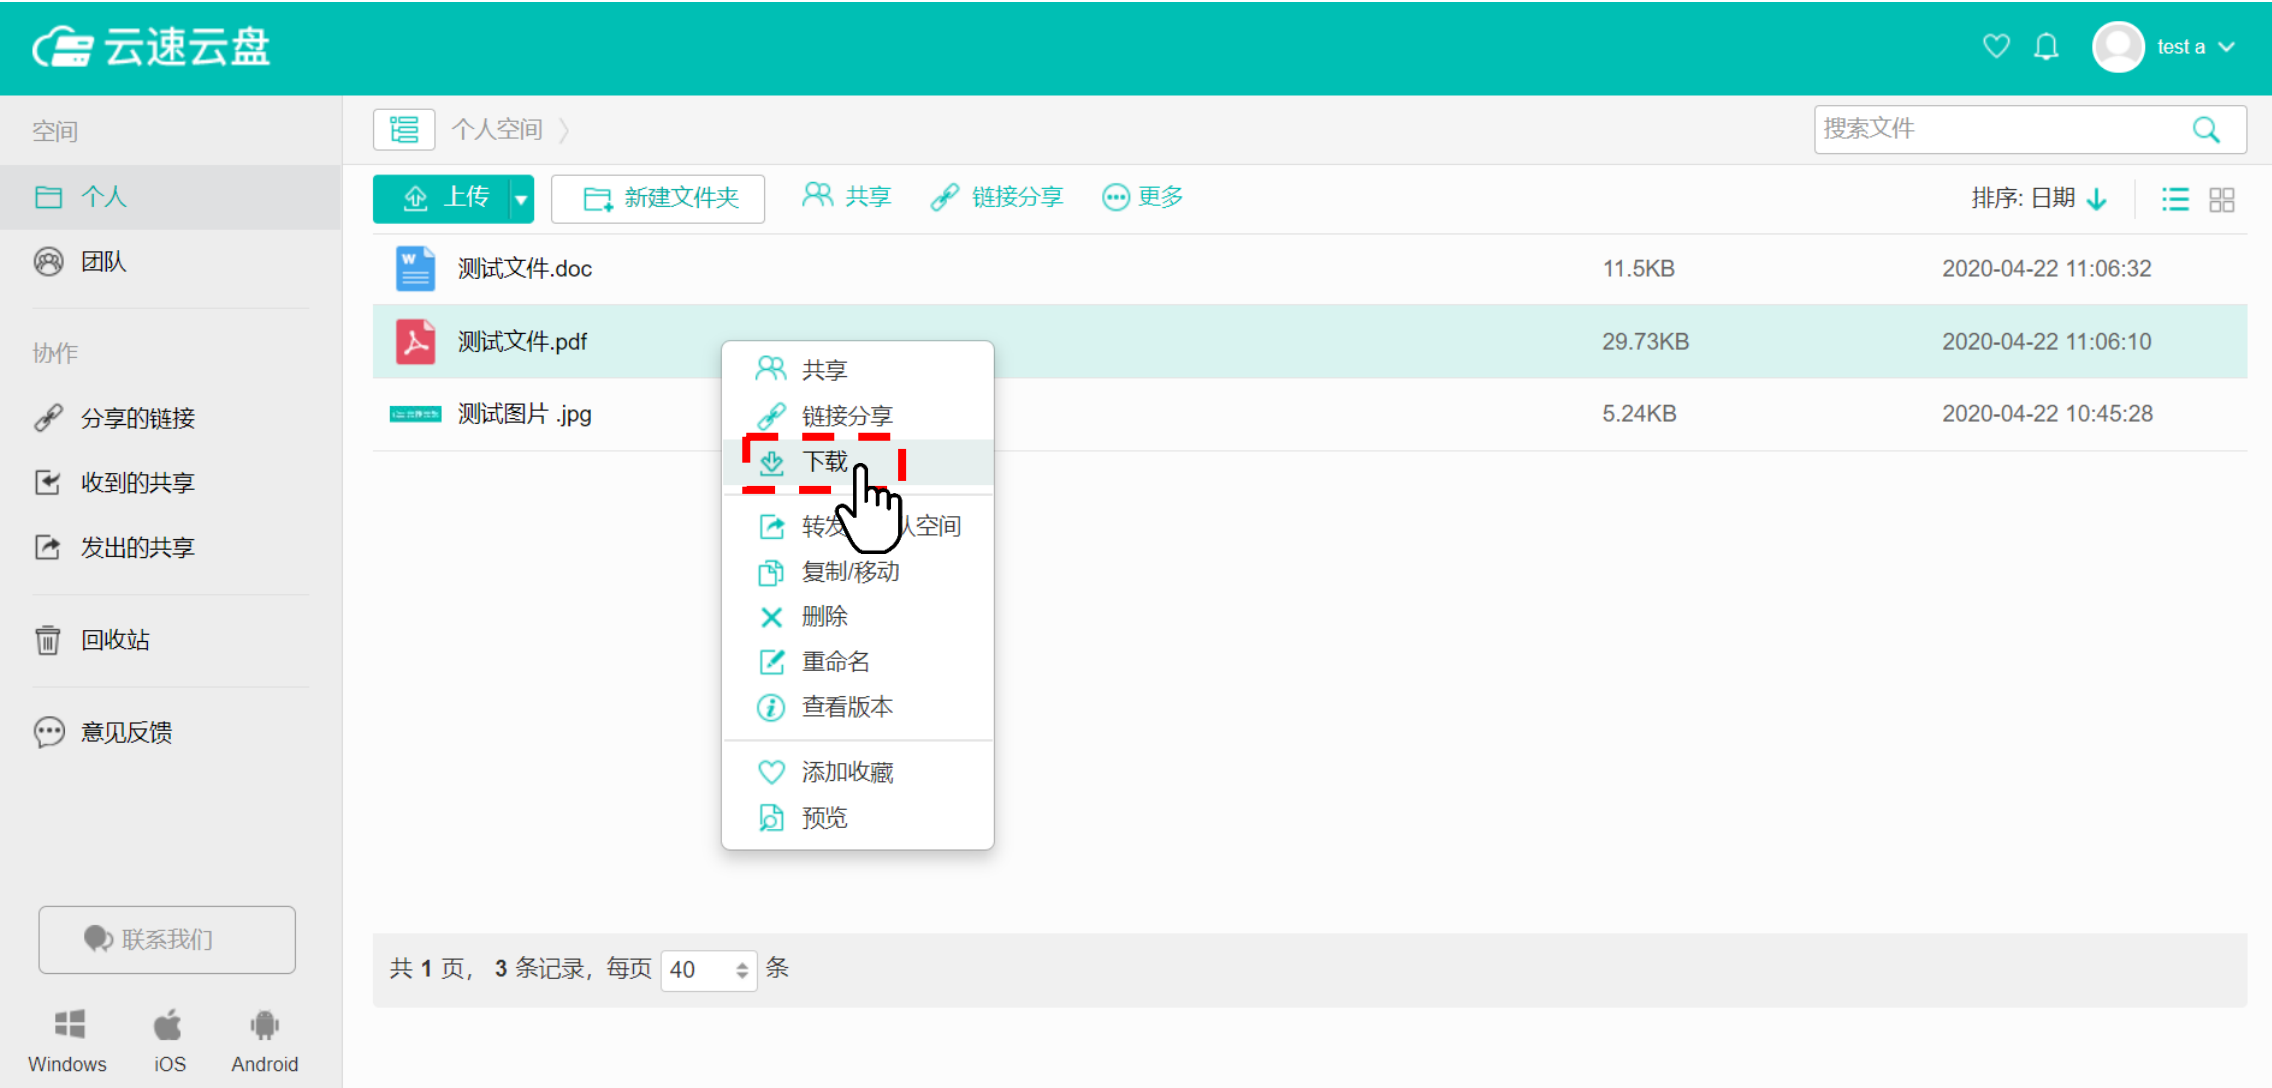 云速云盘
test a
空间
个人空间
搜索文件
个人
上传
新建文件夹
共享
链接分享
更多
排序: 日期
团队
测试文件.doc 11.5KB 2020-04-22 11:06:32
测试文件.pdf 29.73KB 2020-04-22 11:06:10
测试图片 .jpg 5.24KB 2020-04-22 10:45:28
协作
分享的链接
收到的共享
发出的共享
回收站
意见反馈
共享
链接分享
下载
转发 空间
复制/移动
删除
重命名
查看版本
添加收藏
预览
联系我们
共 1 页， 3 条记录，每页 40 条
Windows
iOS
Android